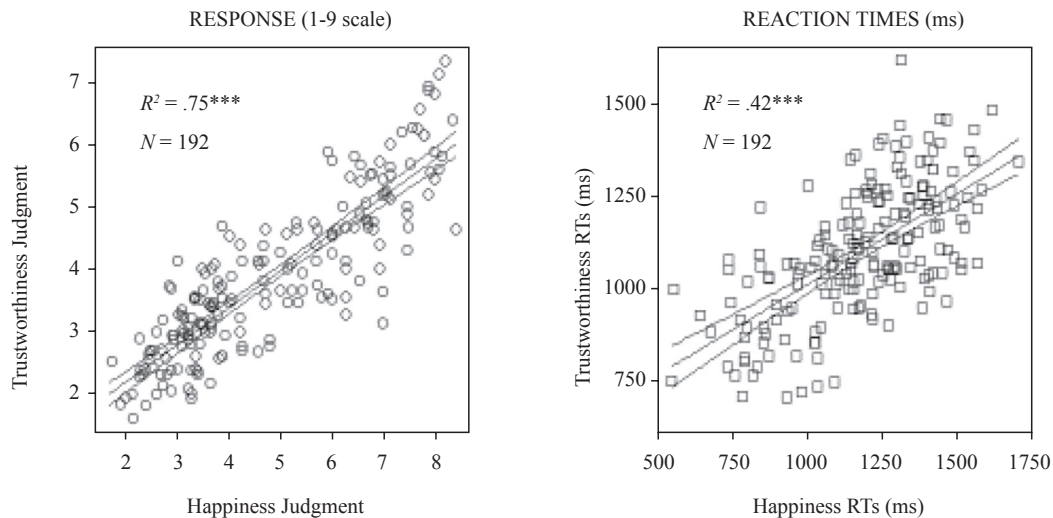 RESPONSE (1-9 scale)
R² = .75***
N = 192
7
6
5
4
3
2
Trustworthiness Judgment
2 3 4 5 6 7 8
Happiness Judgment
REACTION TIMES (ms)
R² = .42***
N = 192
1500
1250
1000
750
Trustworthiness RTs (ms)
500 750 1000 1250 1500 1750
Happiness RTs (ms)